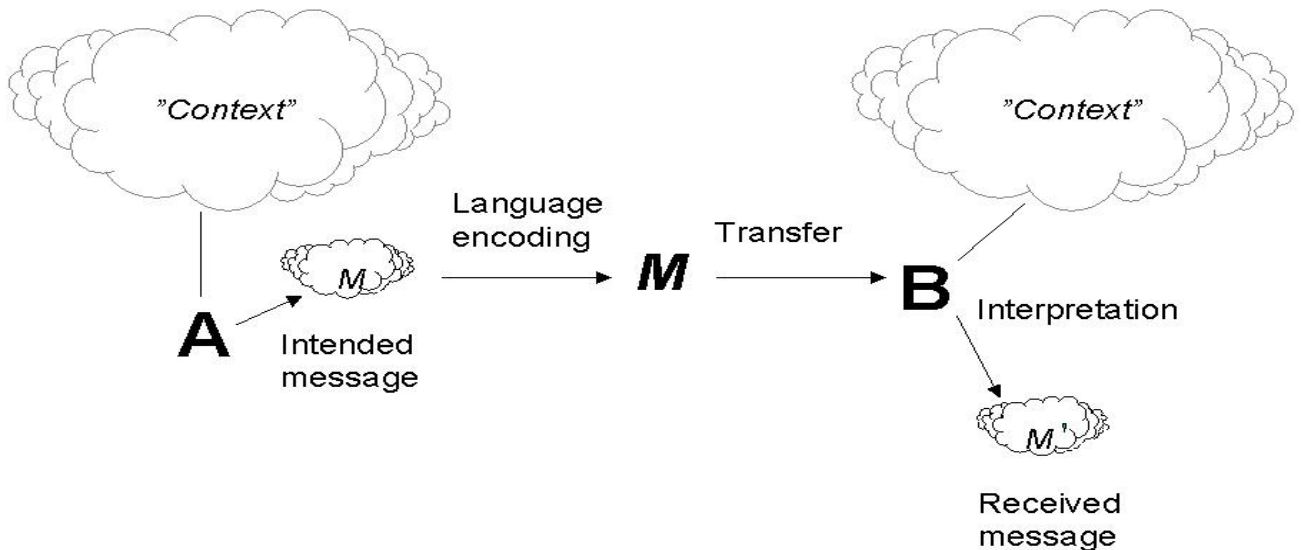 ”Context”
”Context”
Language
encoding
Transfer
M
M
B
A
Interpretation
Intended
message
M'
Received
message